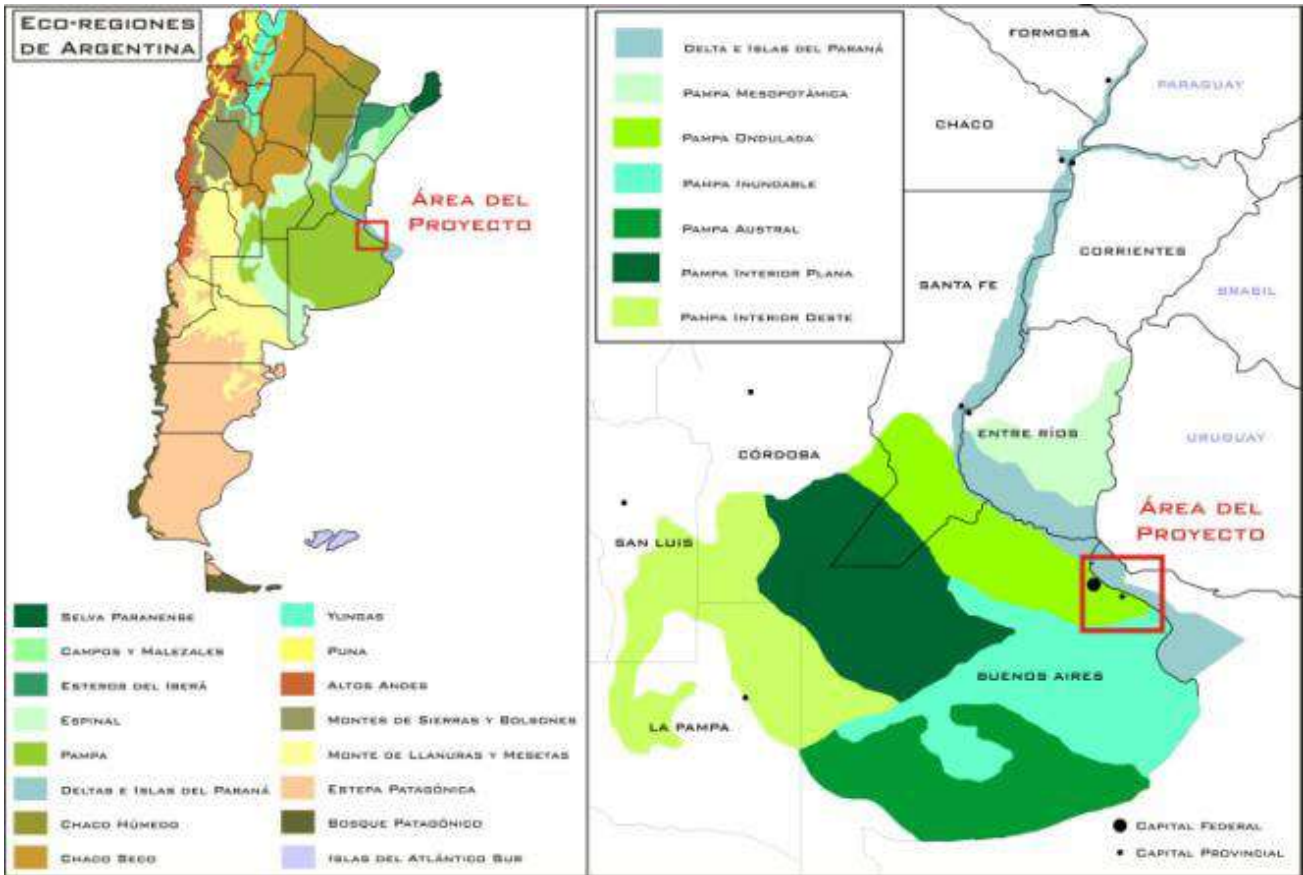 ECO-REGIONES
DE ARGENTINA
ÁREA DEL
PROYECTO
SELVA PARANENSE
CAMPOS Y MALEZALES
ESTEROS DEL IBERÁ
ESPINAL
PAMPA
DELTAS E ISLAS DEL PARANÁ
CHACO HÚMEDO
CHACO SECO
YUNGAS
PUNA
ALTOS ANDES
MONTES DE SIERRAS Y BOLSONES
MONTE DE LLANURAS Y MESETAS
ESTEPA PATAGÓNICA
BOSQUE PATAGÓNICO
ISLAS DEL ATLÁNTICO SUR
DELTA E ISLAS DEL PARANÁ
PAMPA MESOPOTÁMICA
PAMPA ONDULADA
PAMPA INUNDABLE
PAMPA AUSTRAL
PAMPA INTERIOR PLANA
PAMPA INTERIOR OESTE
FORMOSA
PARAGUAY
CHACO
CORRIENTES
SANTA FE
BRASIL
ENTRE RÍOS
URUGUAY
CÓRDOBA
ÁREA DEL
PROYECTO
SAN LUIS
BUENOS AIRES
LA PAMPA
CAPITAL FEDERAL
CAPITAL PROVINCIAL